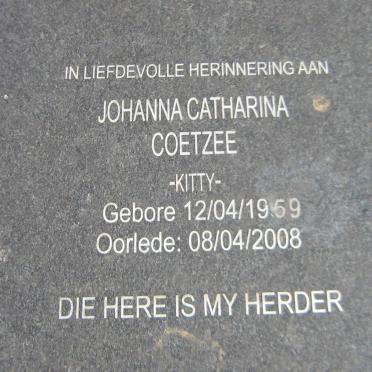 IN LIEFDEVOLLE HERINNERING AAN
JOHANNA CATHARINA
COETZEE
-KITTY-
Gebore 12/04/1969
Oorlede: 08/04/2008
DIE HERE IS MY HERDER